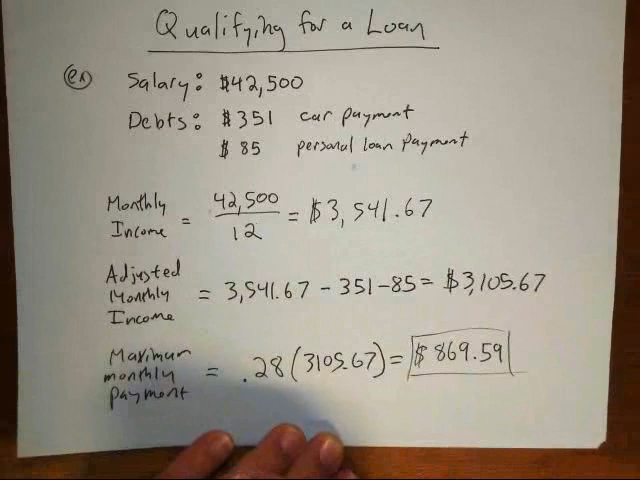 Qualifying for a Loan
ex Salary: $42,500
Debts: $351 car payment
$ 85 personal loan payment
Monthly Income = 42,500 / 12 = $3,541.67
Adjusted Monthly Income = 3,541.67 - 351 - 85 = $3,105.67
Maximum monthly payment = .28(3105.67) = $869.59